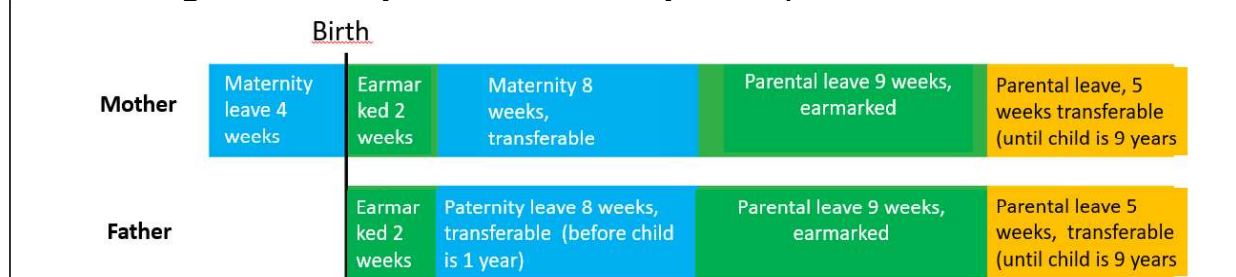 Birth
Mother
Maternity
leave 4
weeks
Earmar
ked 2
weeks
Maternity 8
weeks,
transferable
Parental leave 9 weeks,
earmarked
Parental leave, 5
weeks transferable
(until child is 9 years
Father
Earmar
ked 2
weeks
Paternity leave 8 weeks,
transferable (before child
is 1 year)
Parental leave 9 weeks,
earmarked
Parental leave 5
weeks, transferable
(until child is 9 years